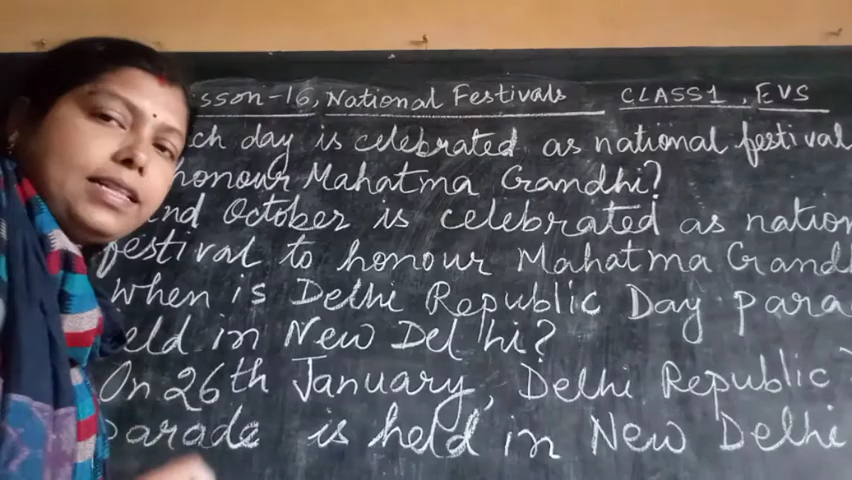 sson-16, National Festivals CLASS1, EVS
ch day is celebrated as national festival
honour Mahatma Gandhi?
nd October is celebrated as nation
festival to honour Mahatma Gandh
When is Delhi Republic Day para
eld in New Delhi?
On 26th January, Delhi Republic
parade is held in New Delhi